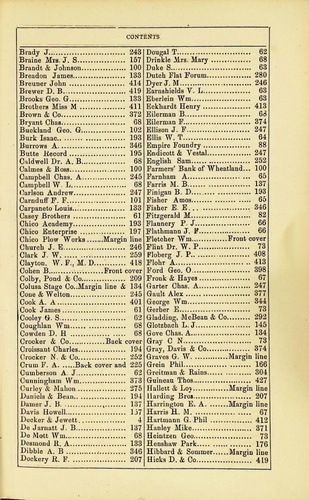 CONTENTS
Brady J. 248
Braine Mrs. J. S. 157
Brandt & Johnson 100
Brendon James 133
Breuner John 414
Brewer D. B. 419
Brooks Geo. G. 133
Brothers Miss M 411
Brown & Co. 372
Bryant Chas. 68
Buckland Geo. G. 102
Burk Isaac 193
Burrows A. 346
Butte Record 195
Caldwell Dr. A. B. 68
Calmes & Ross 180
Campbell Chas. A. 245
Campbell W. L. 68
Carlson Andrew 247
Carnduff F. F. 101
Carpaneto Louis 133
Casey Brothers 61
Chico Academy 193
Chico Enterprise 197
Chico Plow Works Margin line
Church J. E. 246
Clark J. W. 259
Clayton, W. F., M. D. 418
Cohen B. Front cover
Colby, Pond & Co. 209
Colusa Stage Co. Margin line & 134
Cone & Welton 245
Cook A. A. 401
Cook James 61
Cooley G. S. 62
Coughlan Wm. 68
Cowden D. H 68
Crocker & Co. Back cover
Croissant Charles 194
Crocker N. & Co. 252
Crum F. A. Back cover and 225
Cumberson A. J 62
Cunningham Wm. 373
Curley & Mahon 275
Daniels & Bean 194
Damer J. B. 137
Davis Howell 157
Decker & Jewett 4
De Jarnatt J. B. 137
De Mott Wm. 68
Desmond R. A. 133
Dibble A. B 346
Dockery R. F. 207
Dougal T. 62
Drinkle Mrs. Mary 68
Duke S. 63
Dutch Flat Forum 280
Dyer J. M 246
Earnshields V. L. 63
Eberlein Wm. 63
Eckhardt Henry 413
Eilerman B. 68
Eilerman F. 374
Ellison J. F. 247
Ellis W. T. 64
Empire Foundry 88
Endicott & Vestal 247
English Sam. 252
Farmers' Bank of Wheatland 100
Farnham A. 65
Farris M. B. 137
Finigan B. D. 193
Fisher Amos 65
Fisher E. E. 346
Fitzgerald M. 65
Flannery P. 66
Flathmann J. F. 66
Fletcher Wm. Front cover
Flint Dr. W. P. 73
Floberg J. P. 408
Flohr A. 413
Ford Geo. O. 398
Fronk & Hayes 67
Garter Chas. A. 247
Gault Alex 377
George Wm. 344
Gerber E. 73
Gladding, McBean & Co. 292
Glotzbach L. J. 145
Gove Chas. A. 134
Gray C N 73
Gray, Davis & Co. 374
Graves G. W. Margin line
Grein Phil 166
Greitman & Rains 304
Guineau Thos 427
Hallet & Loy Margin line
Harding Bros. 207
Harrington E. A. Margin line
Harris H. M. 67
Hartmann G. Phil 412
Hanley Mike 371
Heintzen Geo. 73
Henshaw Park 176
Hibbard & Sommer Margin line
Hicks D. & Co. 419